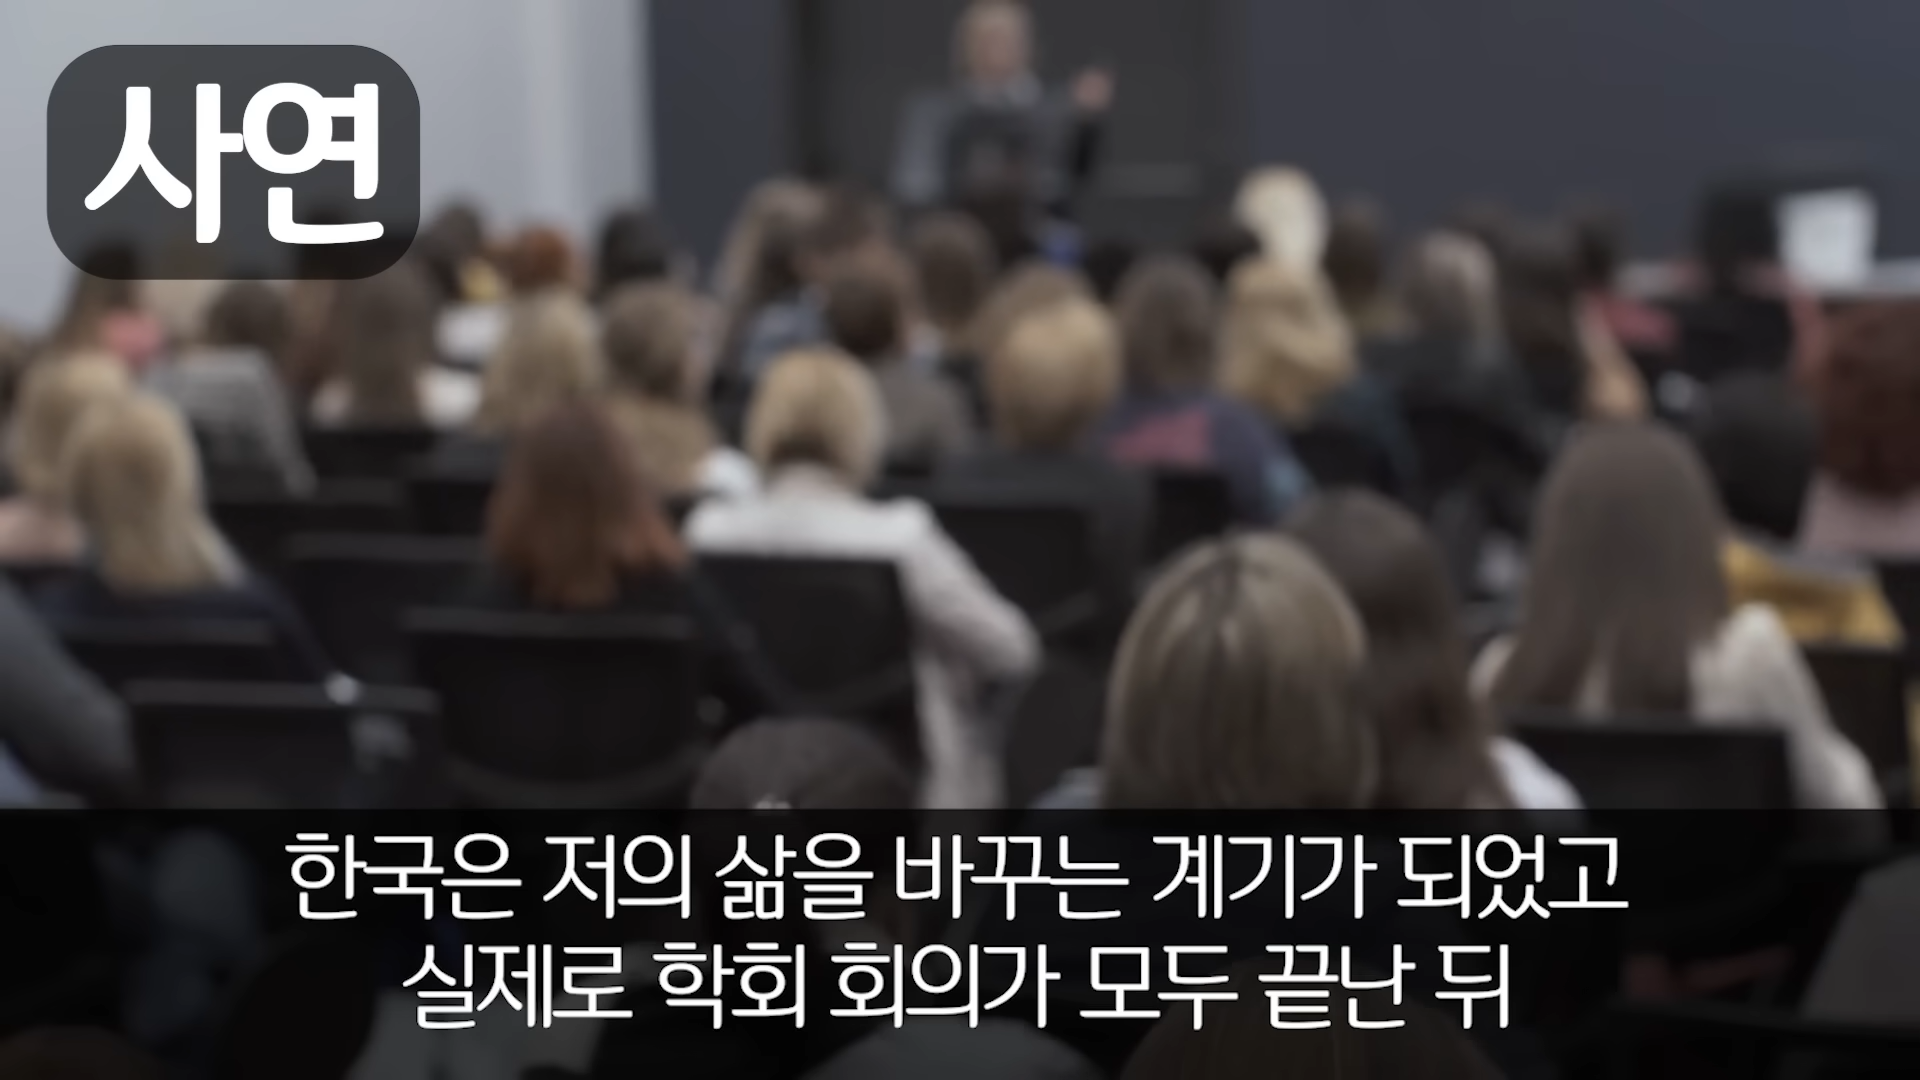 사연
한국은 저의 삶을 바꾸는 계기가 되었고
실제로 학회 회의가 모두 끝난 뒤